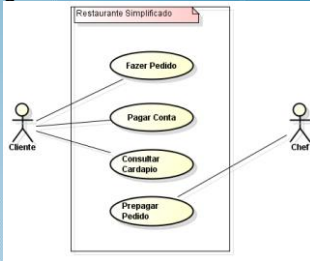 Restaurante Simplificado
Fazer Pedido
Pagar Conta
Cliente
Chef
Consultar
Cardapio
Prepagar
Pedido